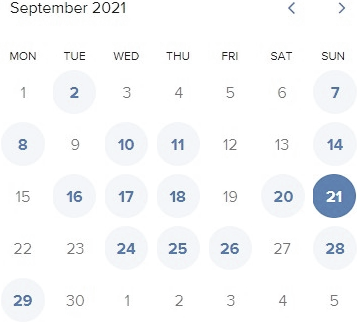 September 2021
MON TUE WED THU FRI SAT SUN
1 2 3 4 5 6 7
8 9 10 11 12 13 14
15 16 17 18 19 20 21
22 23 24 25 26 27 28
29 30 1 2 3 4 5